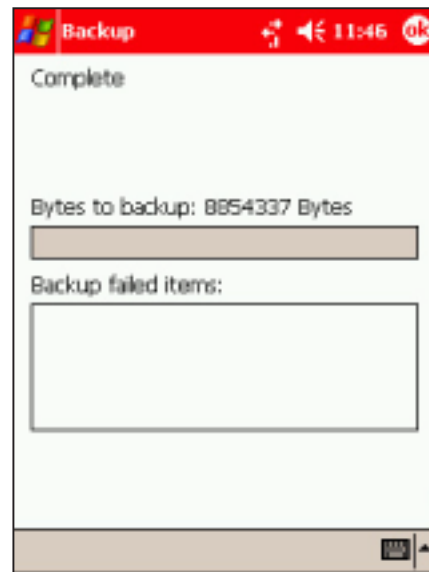 Backup 11:46 ok
Complete
Bytes to backup: 8854337 Bytes
Backup failed items: